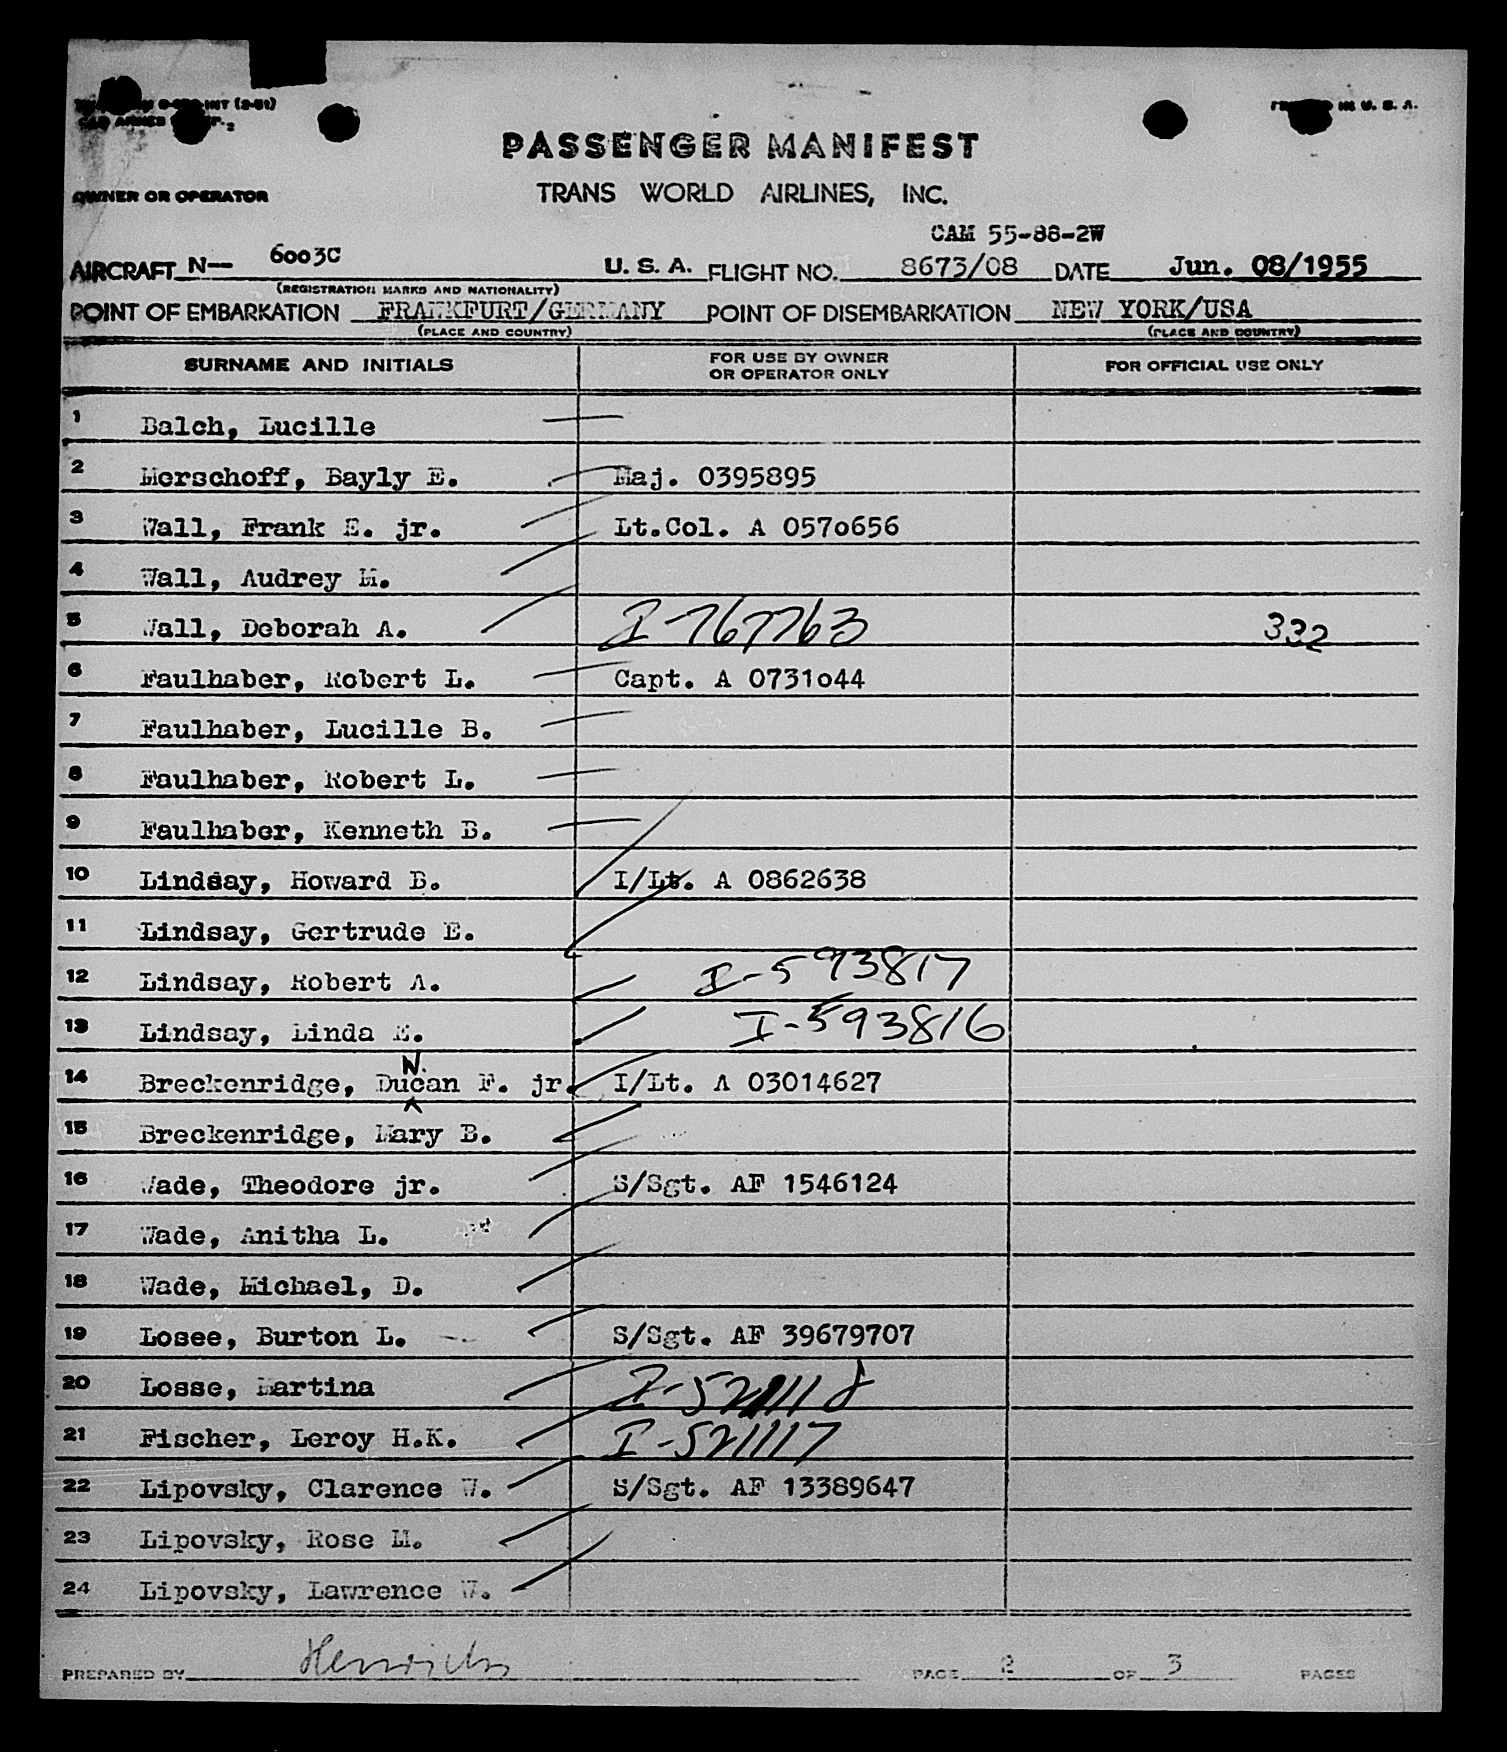 INT (2-51)
PRINTED IN U. S. A.
PASSENGER MANIFEST
OWNER OR OPERATOR TRANS WORLD AIRLINES, INC.
CAM 55-88-2W
AIRCRAFT N-- 6003C U. S. A. FLIGHT NO. 8673/08 DATE Jun. 08/1955
(REGISTRATION MARKS AND NATIONALITY)
POINT OF EMBARKATION FRANKFURT/GERMANY POINT OF DISEMBARKATION NEW YORK/USA
(PLACE AND COUNTRY) (PLACE AND COUNTRY)
SURNAME AND INITIALS FOR USE BY OWNER OR OPERATOR ONLY FOR OFFICIAL USE ONLY
1 Balch, Lucille
2 Merschoff, Bayly E. Maj. 0395895
3 Wall, Frank E. jr. Lt.Col. A 0570656
4 Wall, Audrey M.
5 Wall, Deborah A. I-767763 332
6 Faulhaber, Robert L. Capt. A 0731o44
7 Faulhaber, Lucille B.
8 Faulhaber, Robert L.
9 Faulhaber, Kenneth B.
10 Lindsay, Howard B. I/Lt. A 0862638
11 Lindsay, Gertrude E.
12 Lindsay, Robert A. I-593817
13 Lindsay, Linda E. I-593816
N.
14 Breckenridge, Ducan F. jr. I/Lt. A 03014627
15 Breckenridge, Mary B.
16 Wade, Theodore jr. S/Sgt. AF 1546124
17 Wade, Anitha L.
18 Wade, Michael, D.
19 Losee, Burton L. S/Sgt. AF 39679707
20 Losse, Martina
21 Fischer, Leroy H.K. I-521117
22 Lipovsky, Clarence W. S/Sgt. AF 13389647
23 Lipovsky, Rose M.
24 Lipovsky, Lawrence W.
PREPARED BY Henrichs PAGE 2 OF 3 PAGES